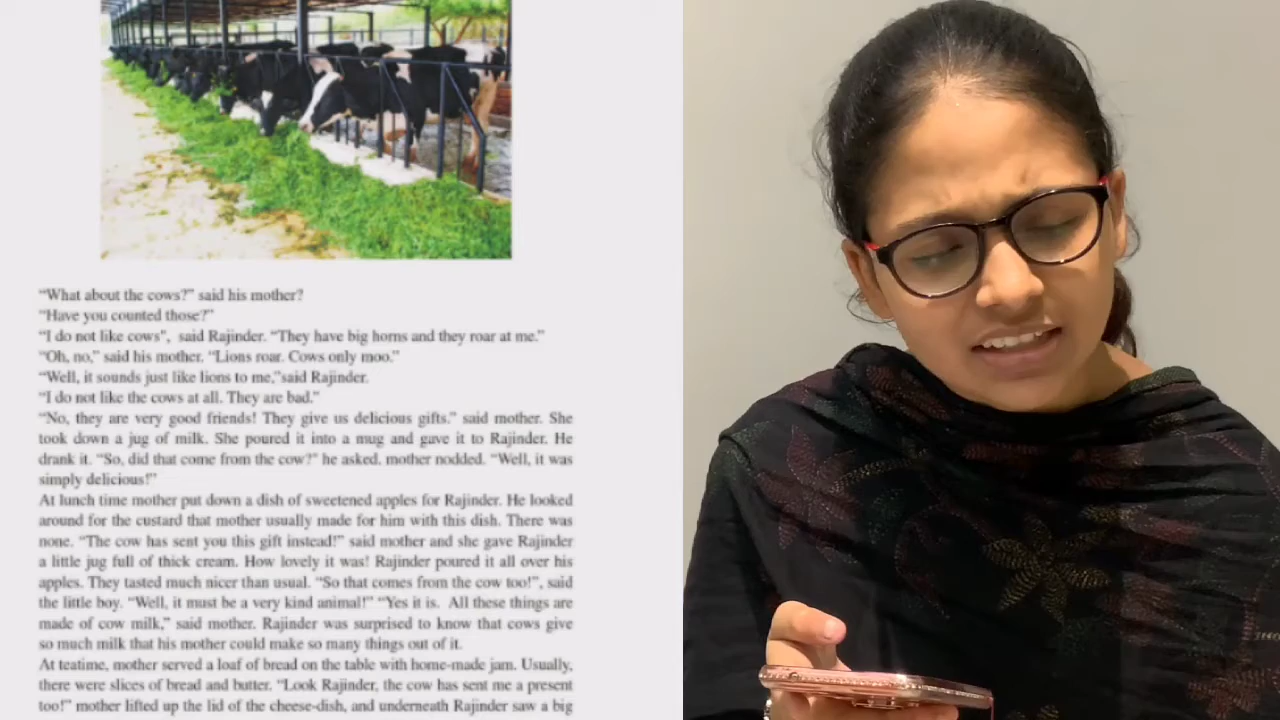 “What about the cows?” said his mother?
“Have you counted those?”
“I do not like cows",  said Rajinder. “They have big horns and they roar at me.”
“Oh, no,” said his mother. “Lions roar. Cows only moo.”
“Well, it sounds just like lions to me,”said Rajinder.
“I do not like the cows at all. They are bad.”
“No, they are very good friends! They give us delicious gifts.” said mother. She
took down a jug of milk. She poured it into a mug and gave it to Rajinder. He
drank it. “So, did that come from the cow?” he asked. mother nodded. “Well, it was
simply delicious!”
At lunch time mother put down a dish of sweetened apples for Rajinder. He looked
around for the custard that mother usually made for him with this dish. There was
none. “The cow has sent you this gift instead!” said mother and she gave Rajinder
a little jug full of thick cream. How lovely it was! Rajinder poured it all over his
apples. They tasted much nicer than usual. “So that comes from the cow too!”, said
the little boy. “Well, it must be a very kind animal!” “Yes it is.  All these things are
made of cow milk,” said mother. Rajinder was surprised to know that cows give
so much milk that his mother could make so many things out of it.
At teatime, mother served a loaf of bread on the table with home-made jam. Usually,
there were slices of bread and butter. “Look Rajinder, the cow has sent me a present
too!” mother lifted up the lid of the cheese-dish, and underneath Rajinder saw a big